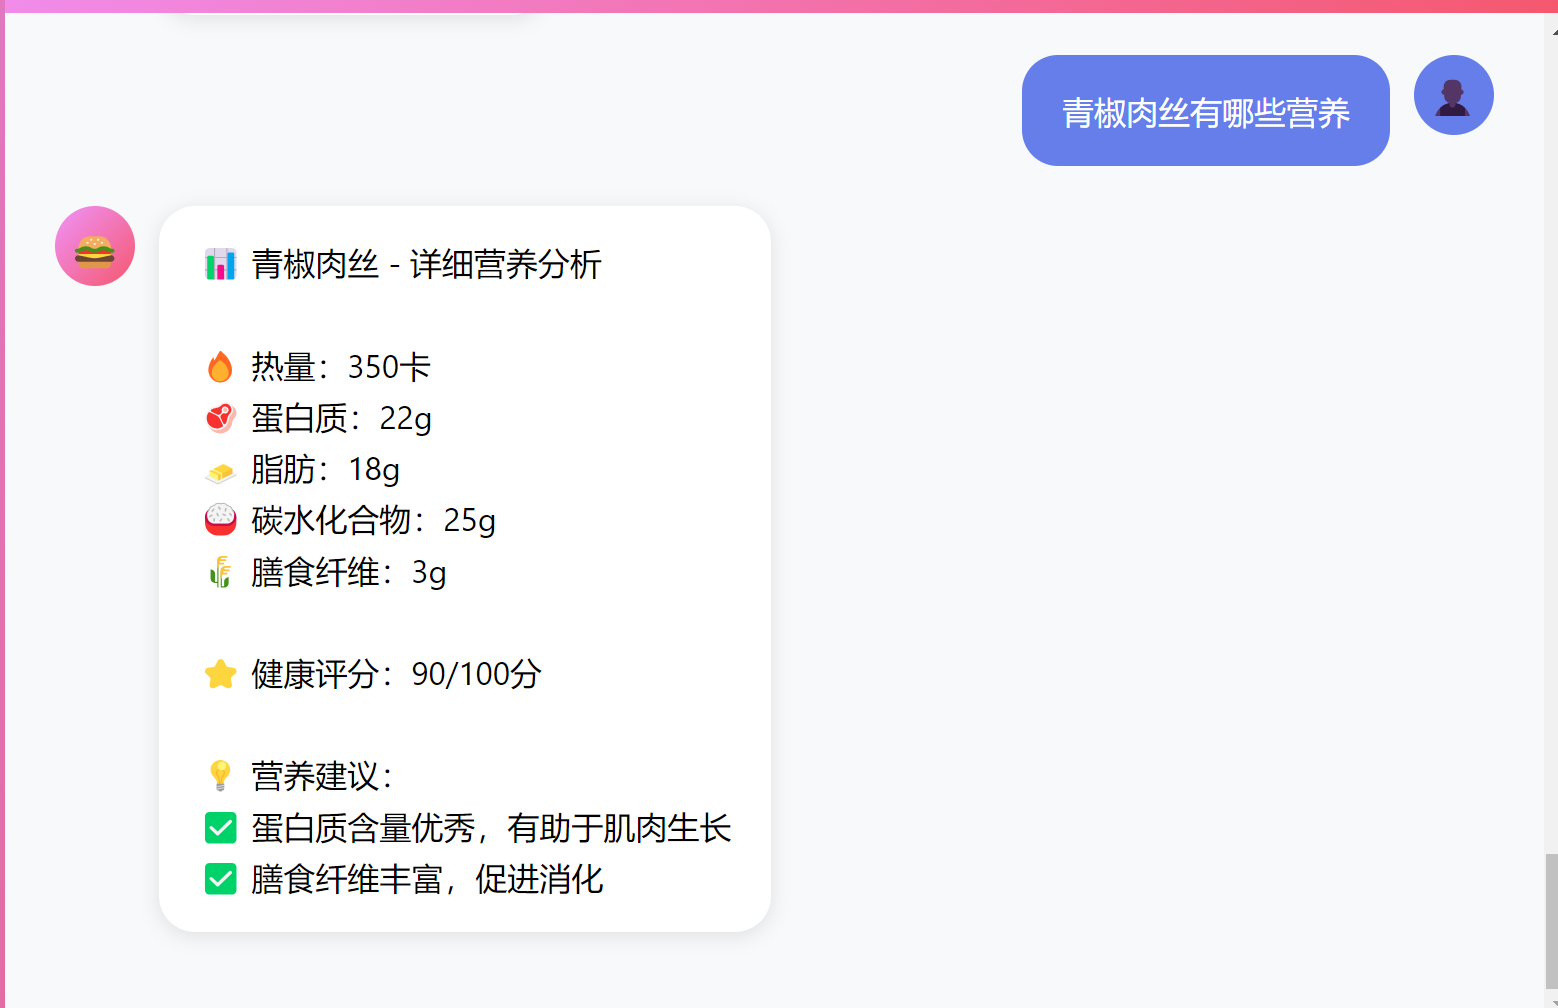 青椒肉丝有哪些营养
青椒肉丝 - 详细营养分析
热量：350卡
蛋白质：22g
脂肪：18g
碳水化合物：25g
膳食纤维：3g
健康评分：90/100分
营养建议：
蛋白质含量优秀，有助于肌肉生长
膳食纤维丰富，促进消化